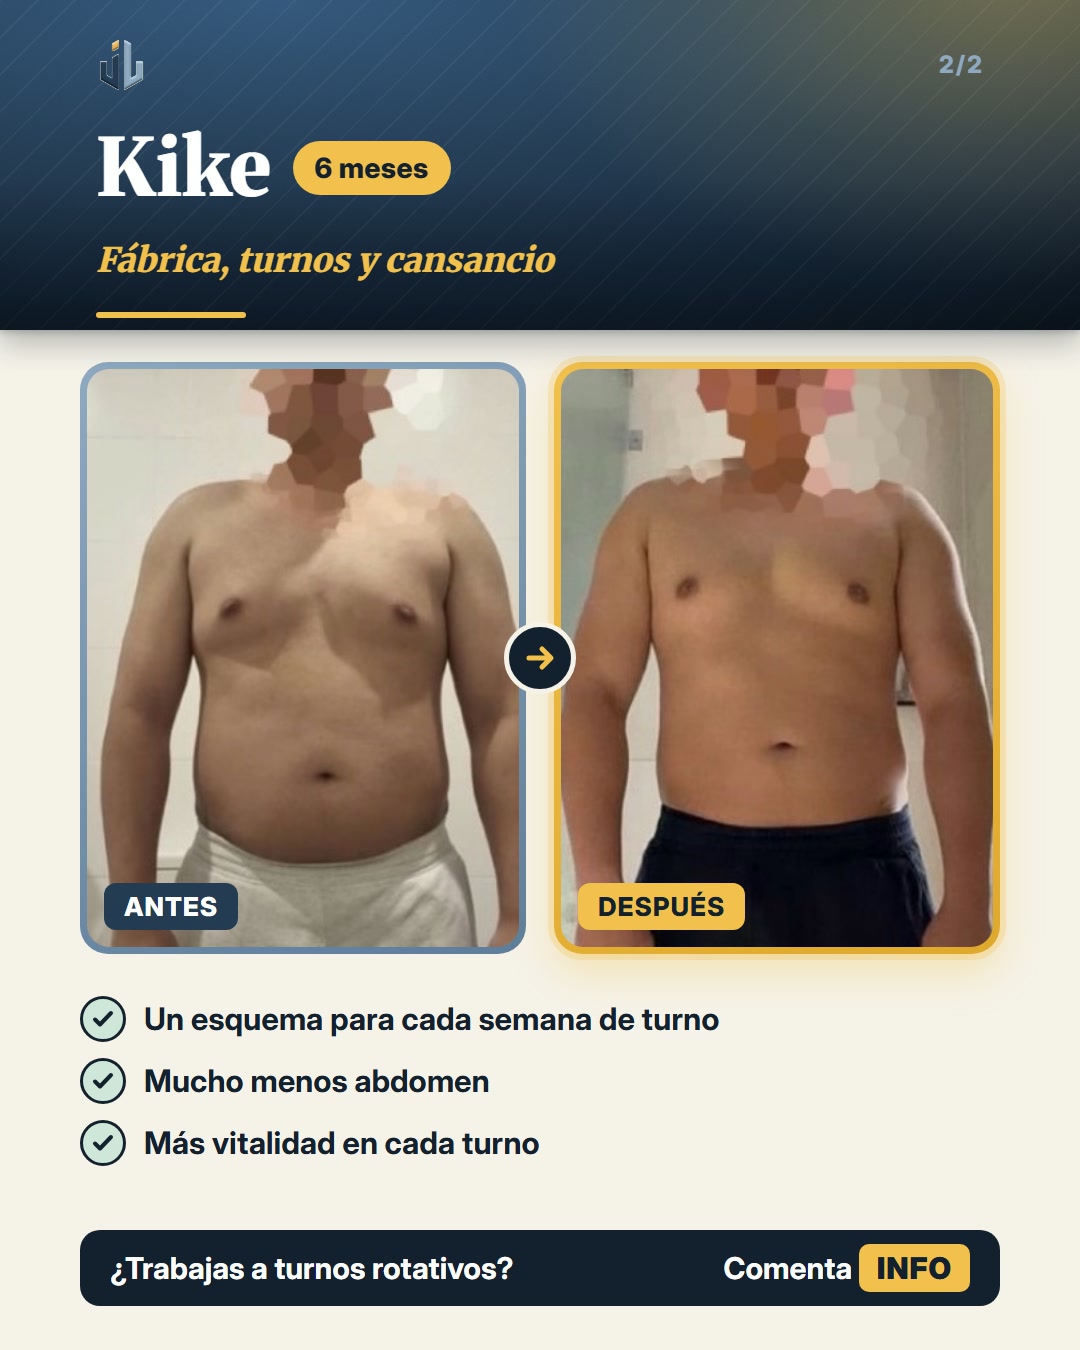 2/2
Kike 6 meses
Fábrica, turnos y cansancio
ANTES
DESPUÉS
Un esquema para cada semana de turno
Mucho menos abdomen
Más vitalidad en cada turno
¿Trabajas a turnos rotativos? Comenta INFO